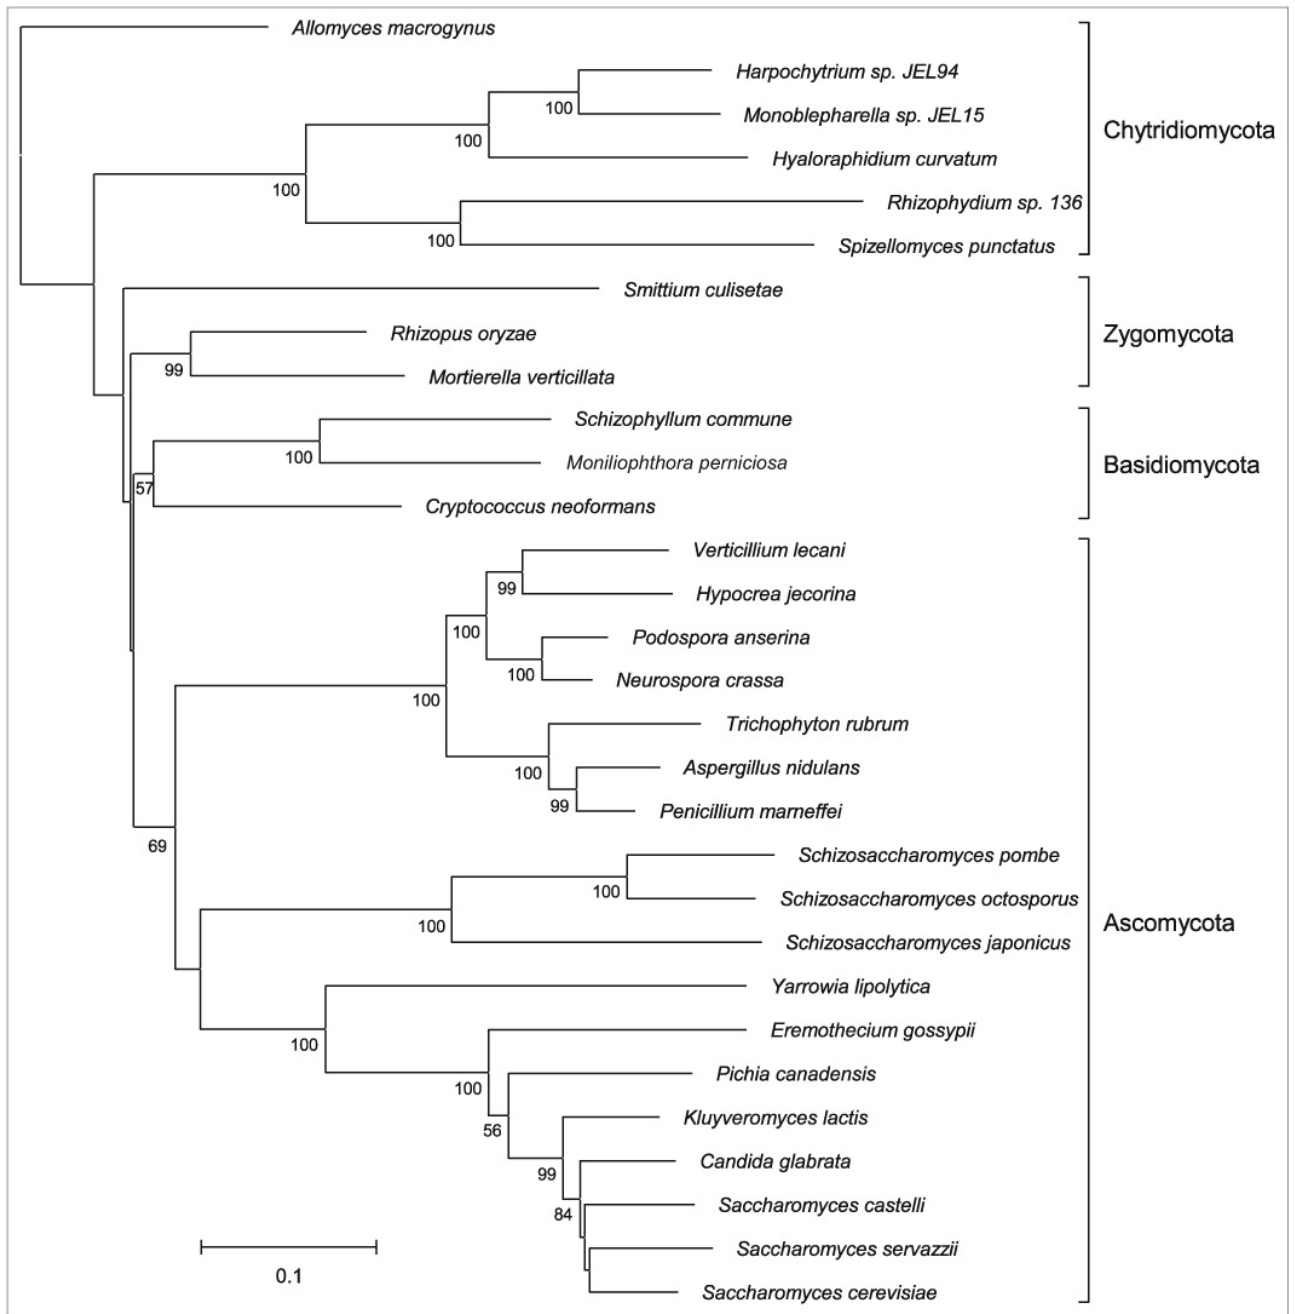 Allomyces macrogynus
Harpochytrium sp. JEL94
100
Monoblepharella sp. JEL15
Chytridiomycota
100
Hyaloraphidium curvatum
100
Rhizophydium sp. 136
100
Spizellomyces punctatus
Smittium culisetae
Rhizopus oryzae
Zygomycota
99
Mortierella verticillata
Schizophyllum commune
100
Moniliophthora perniciosa
Basidiomycota
57
Cryptococcus neoformans
Verticillium lecani
99
Hypocrea jecorina
100
Podospora anserina
100
Neurospora crassa
100
Trichophyton rubrum
100
Aspergillus nidulans
99
Penicillium marneffei
69
Schizosaccharomyces pombe
100
Schizosaccharomyces octosporus
Ascomycota
100
Schizosaccharomyces japonicus
Yarrowia lipolytica
Eremothecium gossypii
100
Pichia canadensis
100
Kluyveromyces lactis
56
Candida glabrata
99
Saccharomyces castelli
84
Saccharomyces servazzii
0.1
Saccharomyces cerevisiae